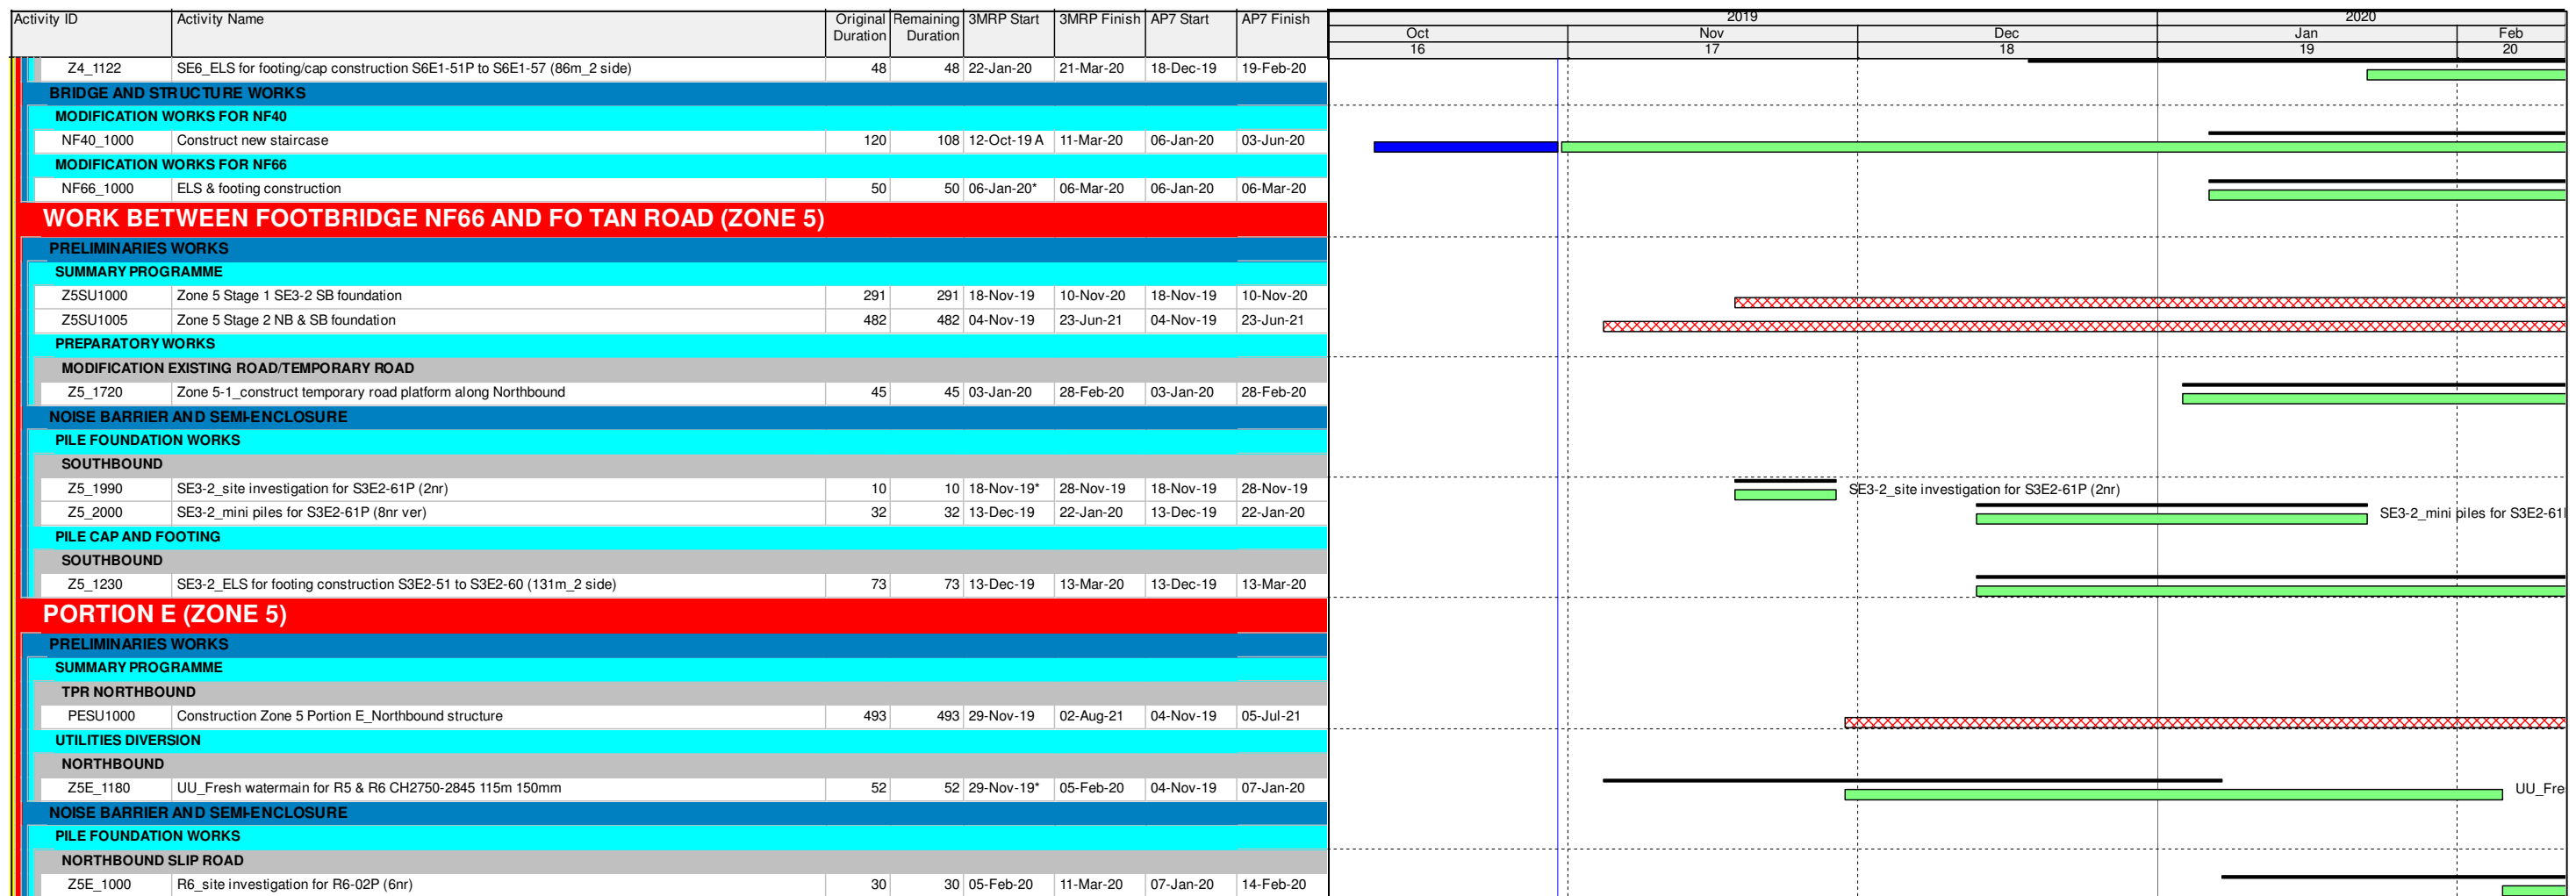 Activity ID Activity Name Original Remaining 3MRP Start 3MRP Finish AP7 Start AP7 Finish 2019 2020
Duration Duration Oct Nov Dec Jan Feb
16 17 18 19 20
Z4_1122 SE6_ELS for footing/cap construction S6E1-51P to S6E1-57 (86m_2 side) 48 48 22-Jan-20 21-Mar-20 18-Dec-19 19-Feb-20
BRIDGE AND STRUCTURE WORKS
MODIFICATION WORKS FOR NF40
NF40_1000 Construct new staircase 120 108 12-Oct-19 A 11-Mar-20 06-Jan-20 03-Jun-20
MODIFICATION WORKS FOR NF66
NF66_1000 ELS & footing construction 50 50 06-Jan-20* 06-Mar-20 06-Jan-20 06-Mar-20
WORK BETWEEN FOOTBRIDGE NF66 AND FO TAN ROAD (ZONE 5)
PRELIMINARIES WORKS
SUMMARY PROGRAMME
Z5SU1000 Zone 5 Stage 1 SE3-2 SB foundation 291 291 18-Nov-19 10-Nov-20 18-Nov-19 10-Nov-20
Z5SU1005 Zone 5 Stage 2 NB & SB foundation 482 482 04-Nov-19 23-Jun-21 04-Nov-19 23-Jun-21
PREPARATORY WORKS
MODIFICATION EXISTING ROAD/TEMPORARY ROAD
Z5_1720 Zone 5-1_construct temporary road platform along Northbound 45 45 03-Jan-20 28-Feb-20 03-Jan-20 28-Feb-20
NOISE BARRIER AND SEMI-ENCLOSURE
PILE FOUNDATION WORKS
SOUTHBOUND
Z5_1990 SE3-2_site investigation for S3E2-61P (2nr) 10 10 18-Nov-19* 28-Nov-19 18-Nov-19 28-Nov-19 SE3-2_site investigation for S3E2-61P (2nr)
Z5_2000 SE3-2_mini piles for S3E2-61P (8nr ver) 32 32 13-Dec-19 22-Jan-20 13-Dec-19 22-Jan-20 SE3-2_mini piles for S3E2-61
PILE CAP AND FOOTING
SOUTHBOUND
Z5_1230 SE3-2_ELS for footing construction S3E2-51 to S3E2-60 (131m_2 side) 73 73 13-Dec-19 13-Mar-20 13-Dec-19 13-Mar-20
PORTION E (ZONE 5)
PRELIMINARIES WORKS
SUMMARY PROGRAMME
TPR NORTHBOUND
PESU1000 Construction Zone 5 Portion E_Northbound structure 493 493 29-Nov-19 02-Aug-21 04-Nov-19 05-Jul-21
UTILITIES DIVERSION
NORTHBOUND
Z5E_1180 UU_Fresh watermain for R5 & R6 CH2750-2845 115m 150mm 52 52 29-Nov-19* 05-Feb-20 04-Nov-19 07-Jan-20 UU_Fre
NOISE BARRIER AND SEMI-ENCLOSURE
PILE FOUNDATION WORKS
NORTHBOUND SLIP ROAD
Z5E_1000 R6_site investigation for R6-02P (6nr) 30 30 05-Feb-20 11-Mar-20 07-Jan-20 14-Feb-20